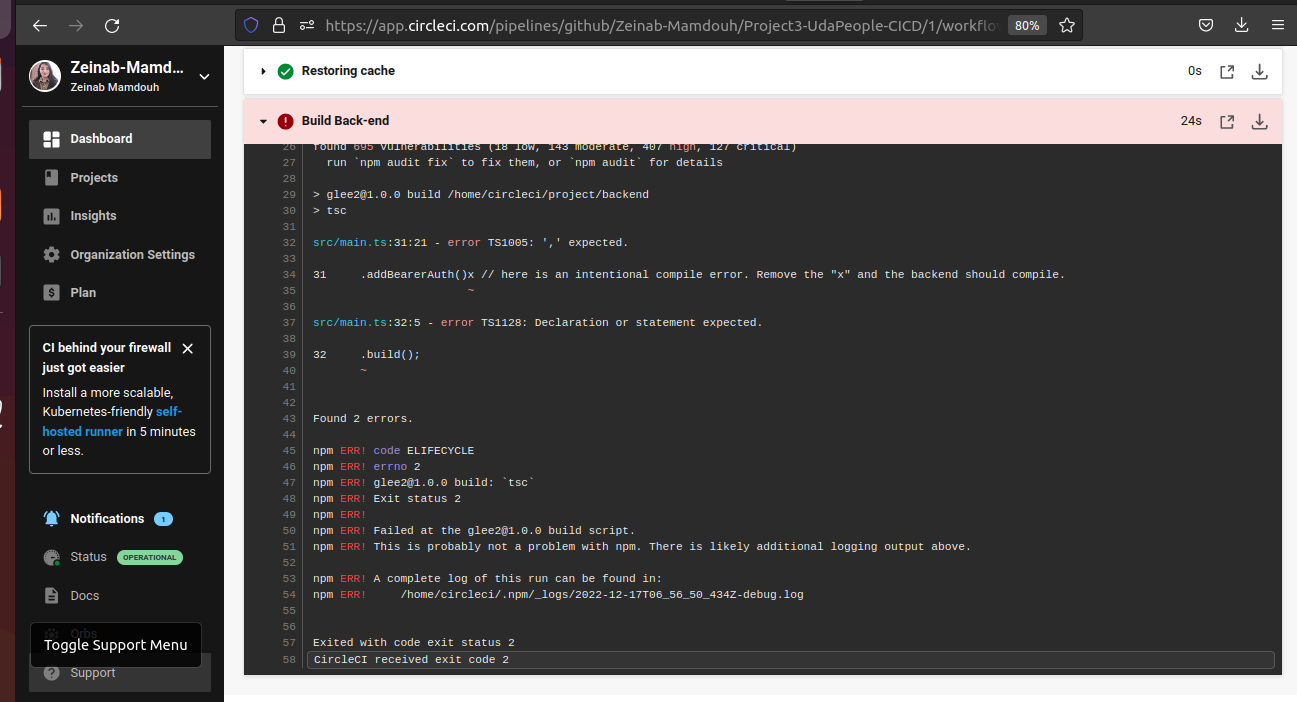 https://app.circleci.com/pipelines/github/Zeinab-Mamdouh/Project3-UdaPeople-CICD/1/workflow
80%
Zeinab-Mamd...
Zeinab Mamdouh
Dashboard
Projects
Insights
Organization Settings
Plan
CI behind your firewall
just got easier
Install a more scalable,
Kubernetes-friendly self-
hosted runner in 5 minutes
or less.
Notifications 1
Status OPERATIONAL
Docs
Orbs
Toggle Support Menu
Support
Restoring cache 0s
Build Back-end 24s
26 found 695 vulnerabilities (18 low, 143 moderate, 407 high, 127 critical)
27 run `npm audit fix` to fix them, or `npm audit` for details
28
29 > glee2@1.0.0 build /home/circleci/project/backend
30 > tsc
31
32 src/main.ts:31:21 - error TS1005: ',' expected.
33
34 31 .addBearerAuth()x // here is an intentional compile error. Remove the "x" and the backend should compile.
35 ~
36
37 src/main.ts:32:5 - error TS1128: Declaration or statement expected.
38
39 32 .build();
40 ~
41
42
43 Found 2 errors.
44
45 npm ERR! code ELIFECYCLE
46 npm ERR! errno 2
47 npm ERR! glee2@1.0.0 build: `tsc`
48 npm ERR! Exit status 2
49 npm ERR!
50 npm ERR! Failed at the glee2@1.0.0 build script.
51 npm ERR! This is probably not a problem with npm. There is likely additional logging output above.
52
53 npm ERR! A complete log of this run can be found in:
54 npm ERR! /home/circleci/.npm/_logs/2022-12-17T06_56_50_434Z-debug.log
55
56
57 Exited with code exit status 2
58 CircleCI received exit code 2